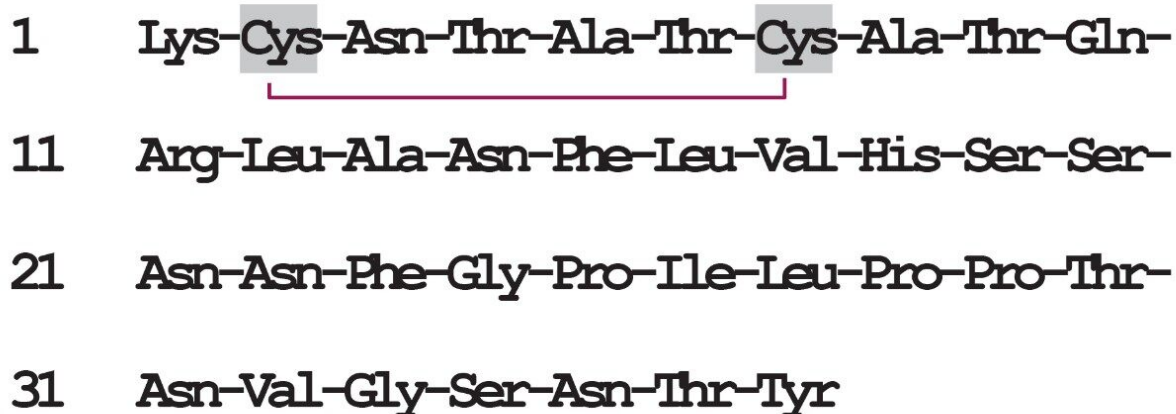 1 Lys-Cys-Asn-Thr-Ala-Thr-Cys-Ala-Thr-Gln-
11 Arg-Leu-Ala-Asn-Phe-Leu-Val-His-Ser-Ser-
21 Asn-Asn-Phe-Gly-Pro-Ile-Leu-Pro-Pro-Thr-
31 Asn-Val-Gly-Ser-Asn-Thr-Tyr